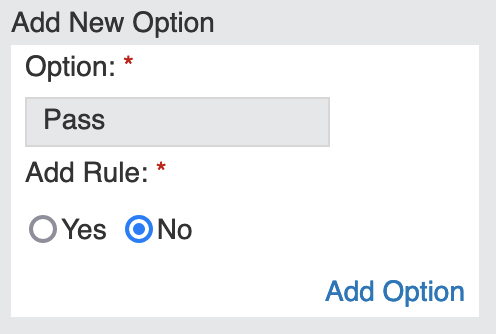 Add New Option
Option: *
Pass
Add Rule: *
Yes No
Add Option